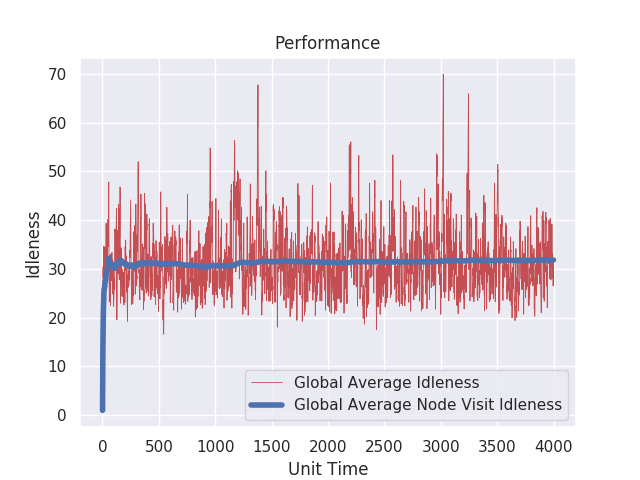 Performance
70
60
50
40
30
20
10
0
Idleness
Global Average Idleness
Global Average Node Visit Idleness
0 500 1000 1500 2000 2500 3000 3500 4000
Unit Time